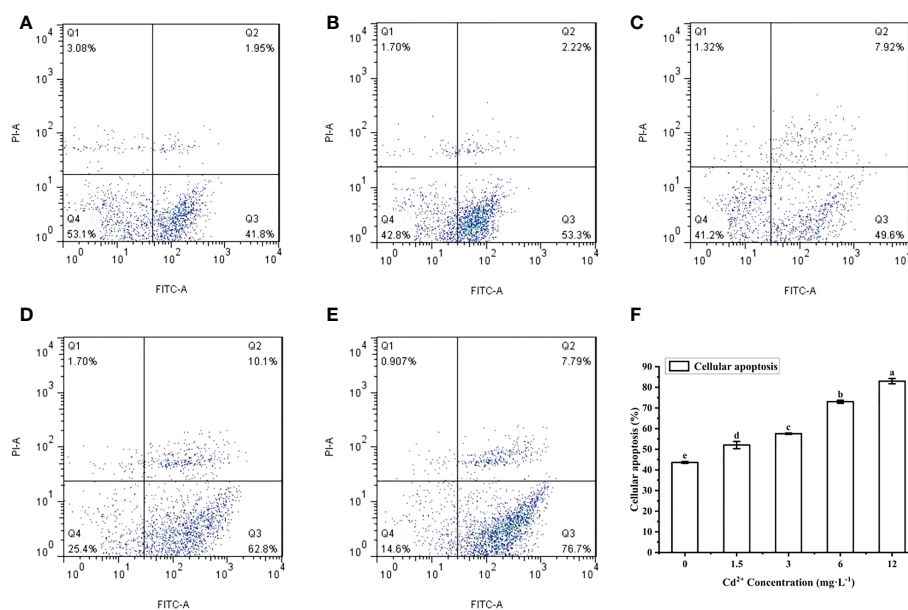 A
Q1
3.08%
Q2
1.95%
10^4
10^3
10^2
10^1
10^0
PI-A
Q4
53.1%
Q3
41.8%
10^0 10^1 10^2 10^3 10^4
FITC-A
B
Q1
1.70%
Q2
2.22%
10^4
10^3
10^2
10^1
10^0
PI-A
Q4
42.8%
Q3
53.3%
10^0 10^1 10^2 10^3 10^4
FITC-A
C
Q1
1.32%
Q2
7.92%
10^4
10^3
10^2
10^1
10^0
PI-A
Q4
41.2%
Q3
49.6%
10^0 10^1 10^2 10^3 10^4
FITC-A
D
Q1
1.70%
Q2
10.1%
10^4
10^3
10^2
10^1
10^0
PI-A
Q4
25.4%
Q3
62.8%
10^0 10^1 10^2 10^3 10^4
FITC-A
E
Q1
0.907%
Q2
7.79%
10^4
10^3
10^2
10^1
10^0
PI-A
Q4
14.6%
Q3
76.7%
10^0 10^1 10^2 10^3 10^4
FITC-A
F
Cellular apoptosis
90
80
70
60
50
40
30
20
10
0
Cellular apoptosis (%)
e d c b a
0 1.5 3 6 12
Cd²⁺ Concentration (mg·L⁻¹)